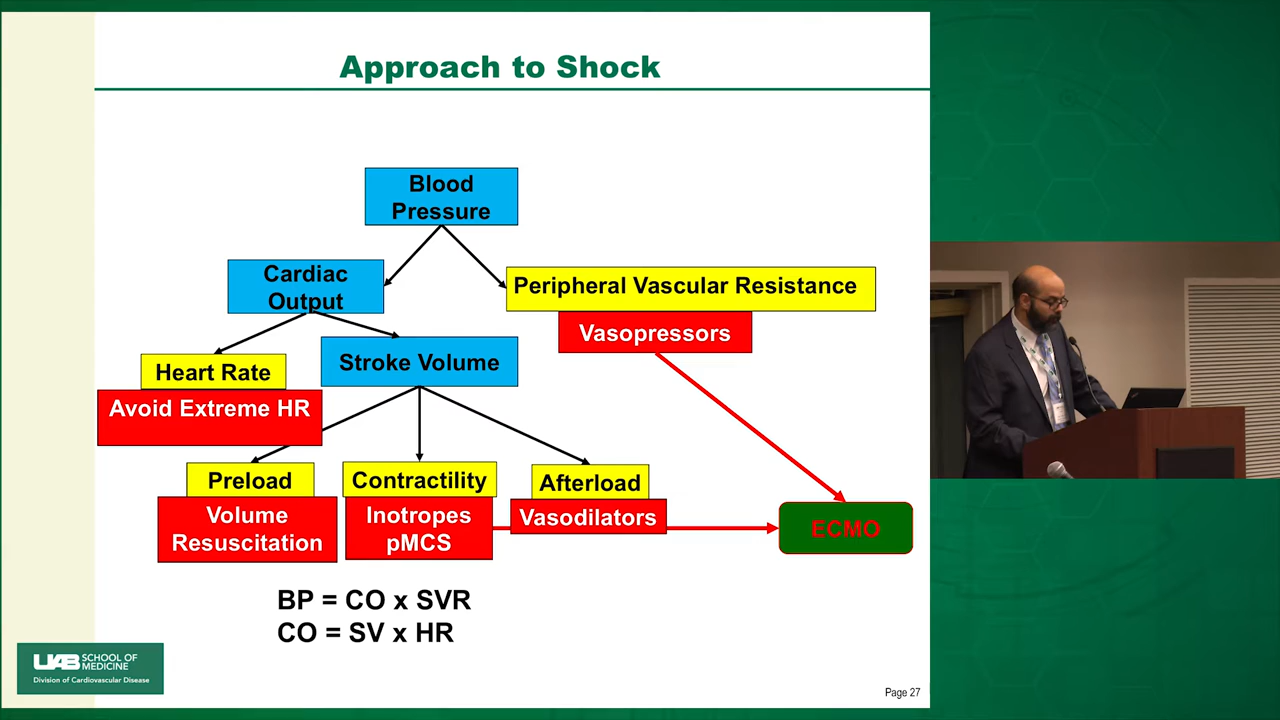 Approach to Shock
Blood
Pressure
Cardiac
Output
Peripheral Vascular Resistance
Vasopressors
Heart Rate
Avoid Extreme HR
Stroke Volume
Preload
Volume
Resuscitation
Contractility
Inotropes
pMCS
Afterload
Vasodilators
ECMO
BP = CO x SVR
CO = SV x HR
UAB SCHOOL OF
MEDICINE
Division of Cardiovascular Disease
Page 27